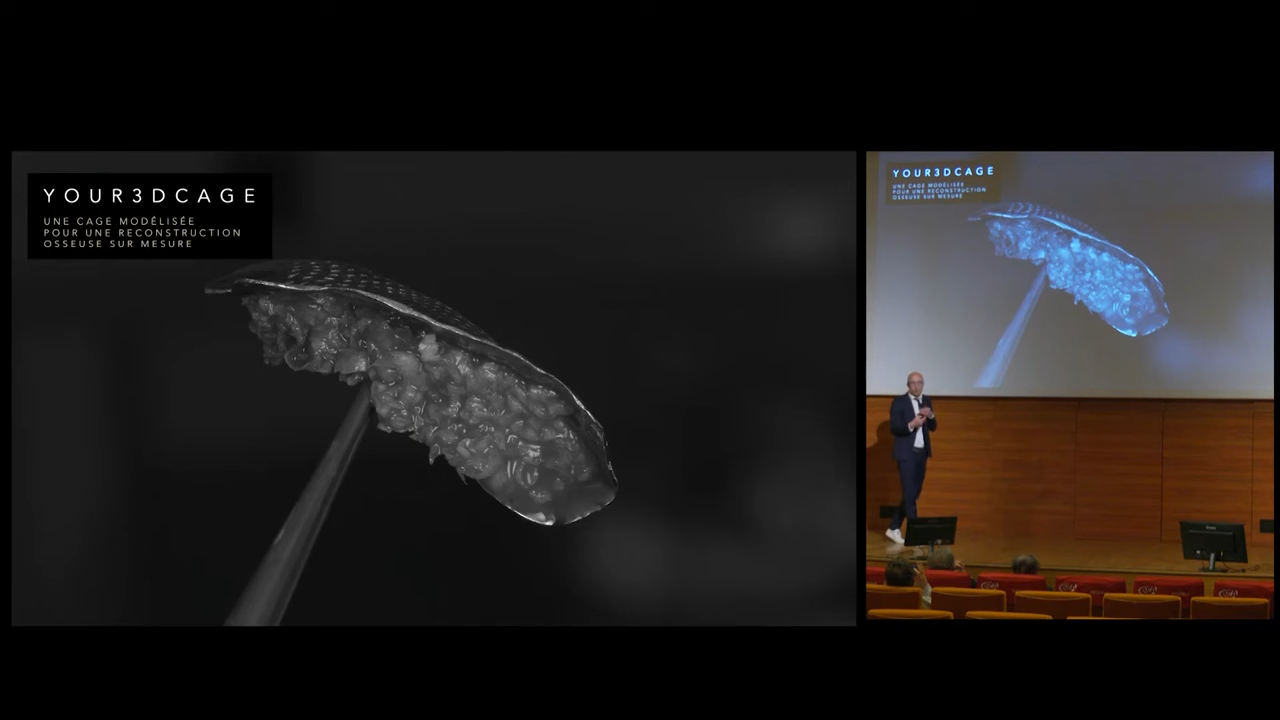 YOUR3DCAGE
UNE CAGE MODÉLISÉE
POUR UNE RECONSTRUCTION
OSSEUSE SUR MESURE
YOUR3DCAGE
UNE CAGE MODÉLISÉE
POUR UNE RECONSTRUCTION
OSSEUSE SUR MESURE